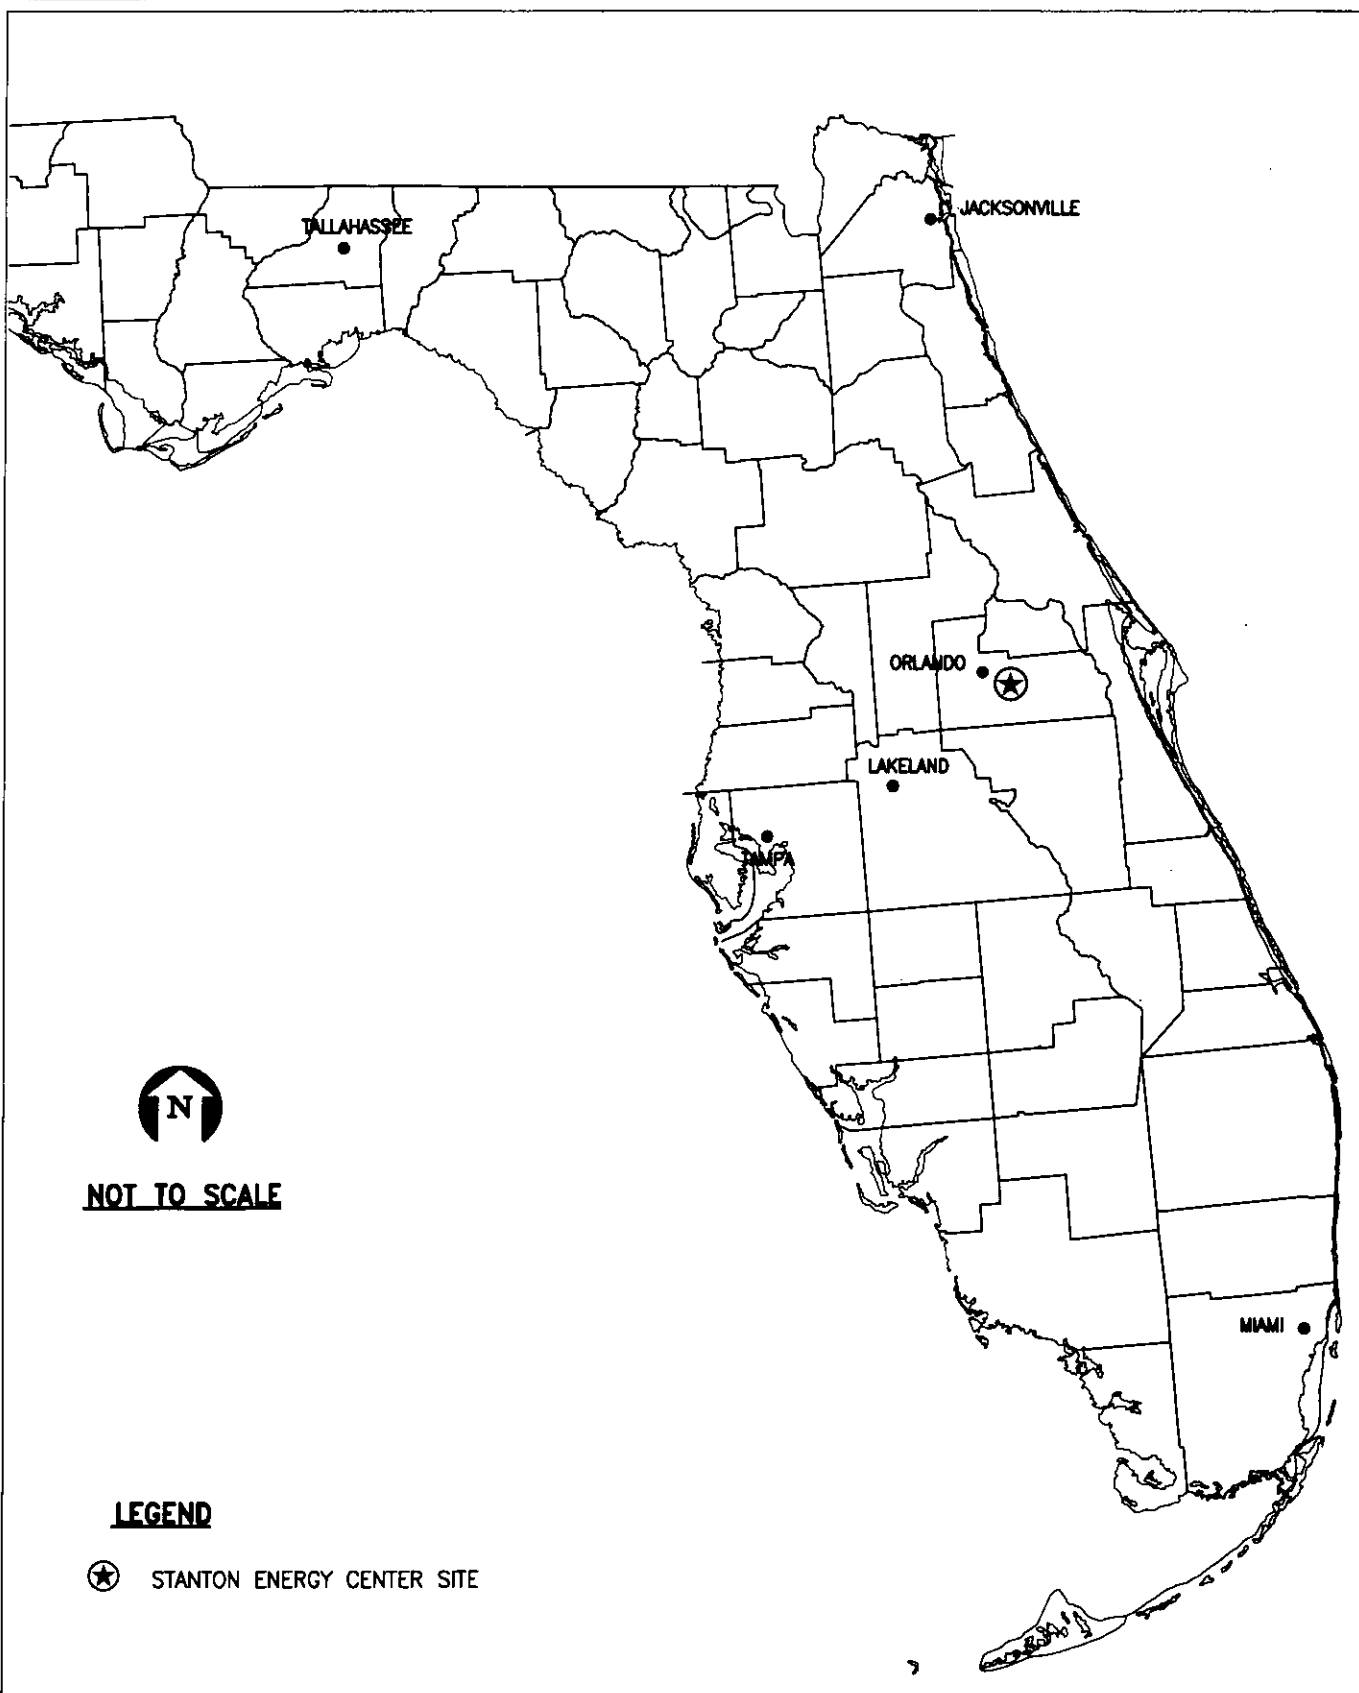 TALLAHASSEE
JACKSONVILLE
ORLANDO
LAKELAND
TAMPA
N
NOT TO SCALE
MIAMI
LEGEND
STANTON ENERGY CENTER SITE